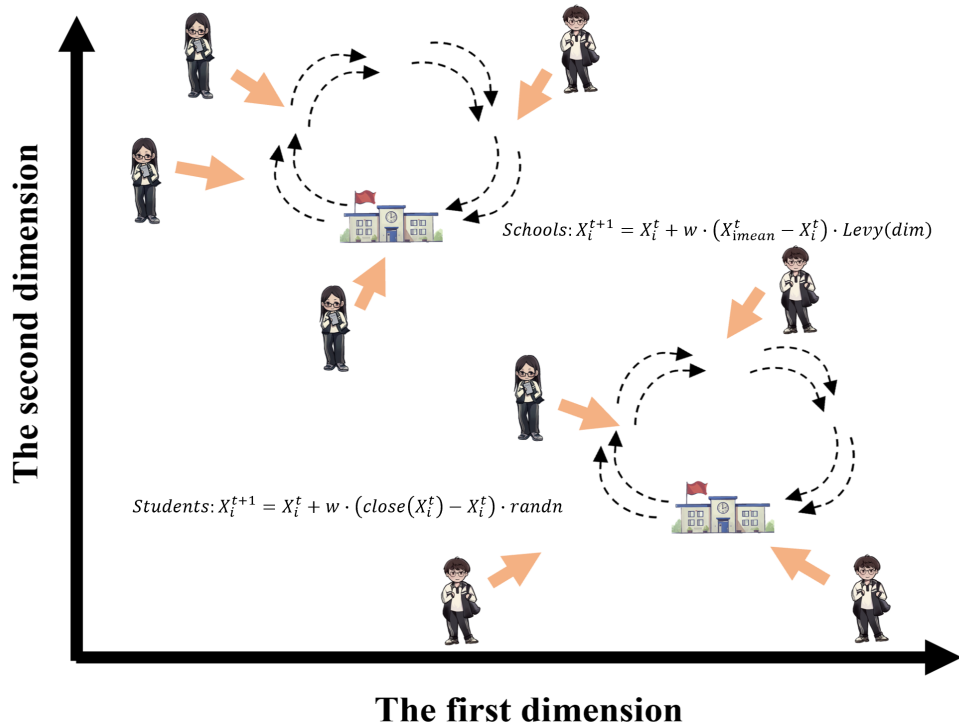 The second dimension
Schools: X_i^{t+1} = X_i^t + w · (X_{imean}^t − X_i^t) · Levy(dim)
Students: X_i^{t+1} = X_i^t + w · (close(X_i^t) − X_i^t) · randn
The first dimension